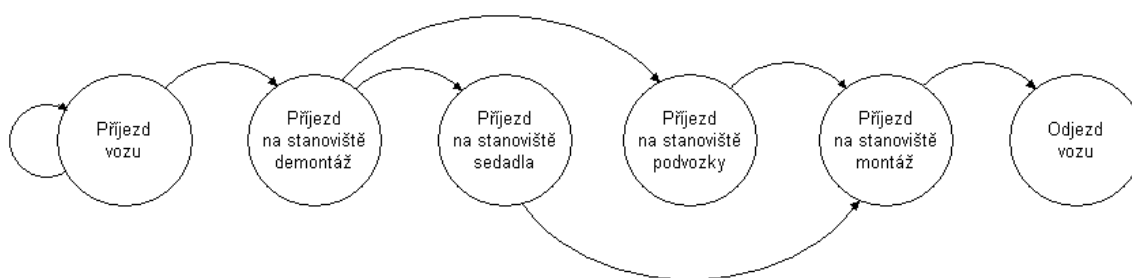 Příjezd
vozu
Příjezd
na stanoviště
demontáž
Příjezd
na stanoviště
sedadla
Příjezd
na stanoviště
podvozky
Příjezd
na stanoviště
montáž
Odjezd
vozu